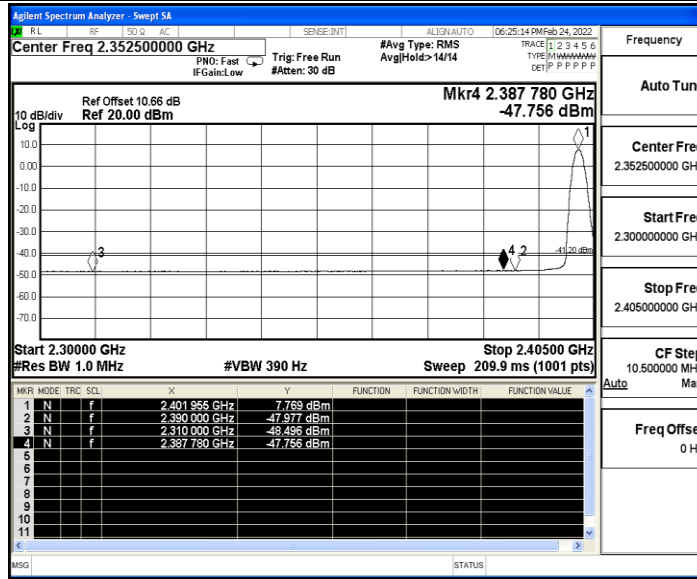 Agilent Spectrum Analyzer - Swept SA
RL RF 50 Ω AC SENSE:INT ALIGN AUTO 06:25:14 PM Feb 24, 2022
Center Freq 2.352500000 GHz #Avg Type: RMS TRACE 1 2 3 4 5 6
PNO: Fast Trig: Free Run Avg|Hold:>14/14 TYPE M WWWWW
IFGain:Low #Atten: 30 dB DET P P P P P P
Frequency
Auto Tun
Mkr4 2.387 780 GHz
-47.756 dBm
Ref Offset 10.66 dB
10 dB/div Ref 20.00 dBm
Log
10.0
0.00
-10.0
-20.0
-30.0
-40.0
-50.0
-60.0
-70.0
1
3
4 2
-41.20 dBm
Start 2.30000 GHz Stop 2.40500 GHz
#Res BW 1.0 MHz #VBW 390 Hz Sweep 209.9 ms (1001 pts)
MKR MODE TRC SCL X Y FUNCTION FUNCTION WIDTH FUNCTION VALUE
1 N f 2.401 955 GHz 7.769 dBm
2 N f 2.390 000 GHz -47.977 dBm
3 N f 2.310 000 GHz -48.496 dBm
4 N f 2.387 780 GHz -47.756 dBm
5
6
7
8
9
10
11
MSG STATUS
Center Fre
2.352500000 GH
Start Fre
2.300000000 GH
Stop Fre
2.405000000 GH
CF Ste
10.500000 MH
Auto Ma
Freq Offse
0 H